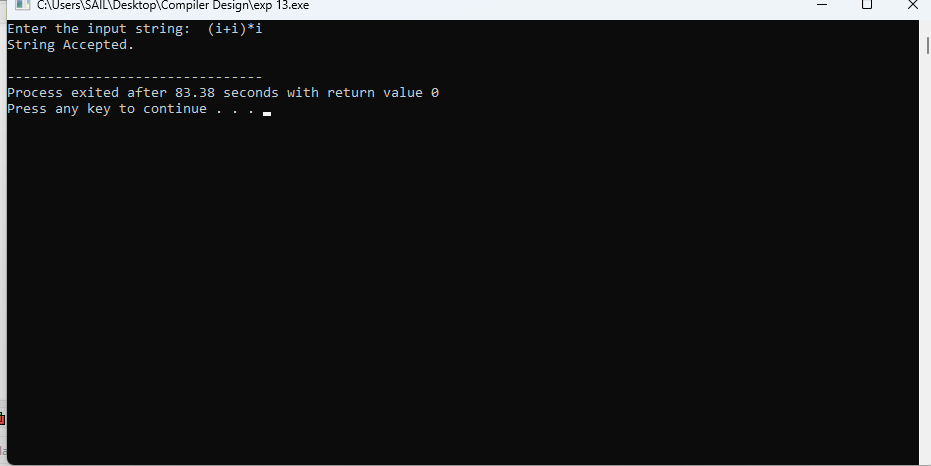 C:\Users\SAIL\Desktop\Compiler Design\exp 13.exe
Enter the input string:  (i+i)*i
String Accepted.
--------------------------------
Process exited after 83.38 seconds with return value 0
Press any key to continue . . .